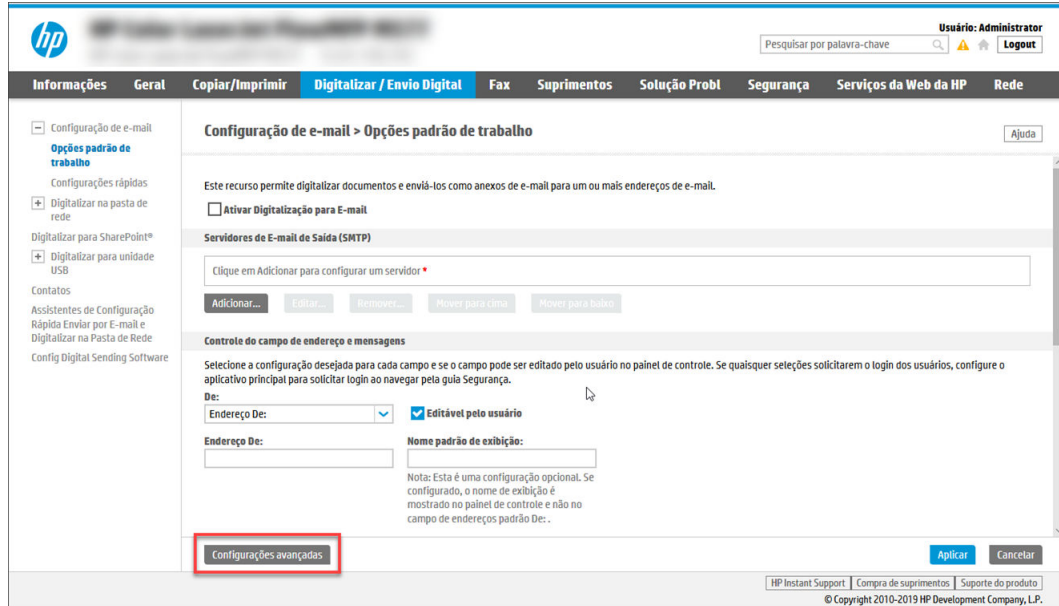 hp
Usuário: Administrator
Pesquisar por palavra-chave
Logout
Informações Geral Copiar/Imprimir Digitalizar / Envio Digital Fax Suprimentos Solução Probl Segurança Serviços da Web da HP Rede
Configuração de e-mail
Opções padrão de
trabalho
Configurações rápidas
Digitalizar na pasta de
rede
Digitalizar para SharePoint®
Digitalizar para unidade
USB
Contatos
Assistentes de Configuração
Rápida Enviar por E-mail e
Digitalizar na Pasta de Rede
Config Digital Sending Software
Configuração de e-mail > Opções padrão de trabalho
Ajuda
Este recurso permite digitalizar documentos e enviá-los como anexos de e-mail para um ou mais endereços de e-mail.
Ativar Digitalização para E-mail
Servidores de E-mail de Saída (SMTP)
Clique em Adicionar para configurar um servidor *
Adicionar... Editar... Remover... Mover para cima Mover para baixo
Controle do campo de endereço e mensagens
Selecione a configuração desejada para cada campo e se o campo pode ser editado pelo usuário no painel de controle. Se quaisquer seleções solicitarem o login dos usuários, configure o
aplicativo principal para solicitar login ao navegar pela guia Segurança.
De:
Endereço De:
Editável pelo usuário
Endereço De:
Nome padrão de exibição:
Nota: Esta é uma configuração opcional. Se
configurado, o nome de exibição é
mostrado no painel de controle e não no
campo de endereços padrão De: .
Configurações avançadas
Aplicar Cancelar
HP Instant Support Compra de suprimentos Suporte do produto
© Copyright 2010-2019 HP Development Company, L.P.